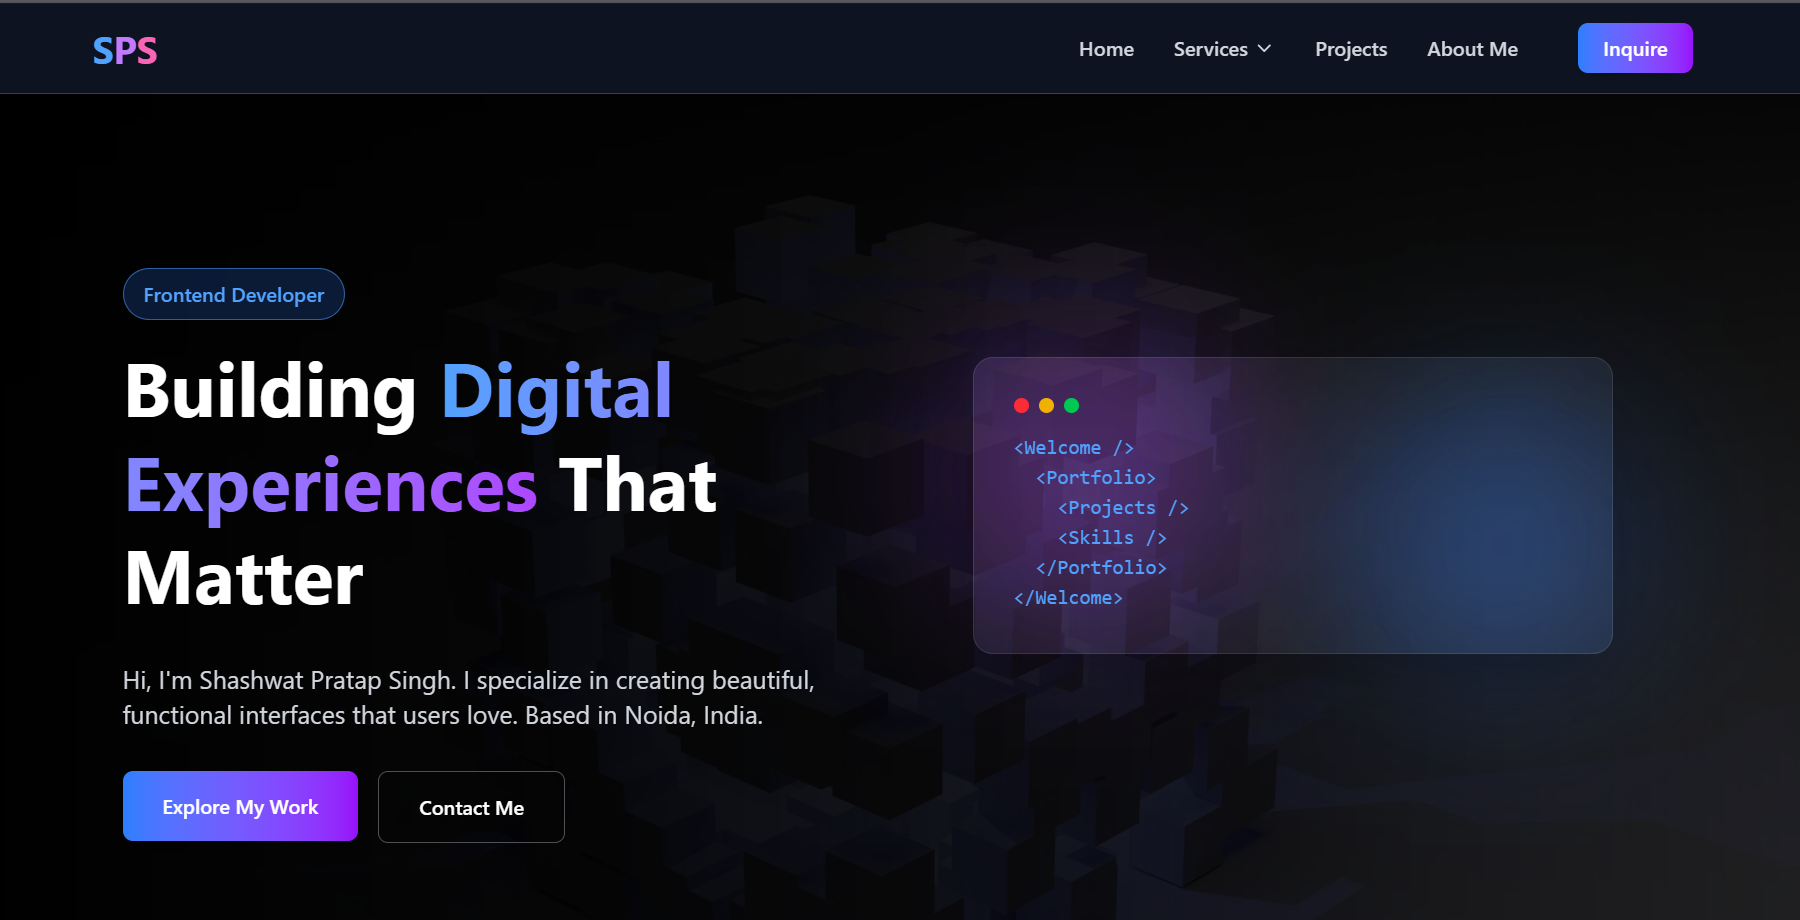 SPS
Home
Services
Projects
About Me
Inquire
Frontend Developer
Building Digital
Experiences That
Matter
Hi, I'm Shashwat Pratap Singh. I specialize in creating beautiful,
functional interfaces that users love. Based in Noida, India.
Explore My Work
Contact Me
<Welcome />
<Portfolio>
<Projects />
<Skills />
</Portfolio>
</Welcome>